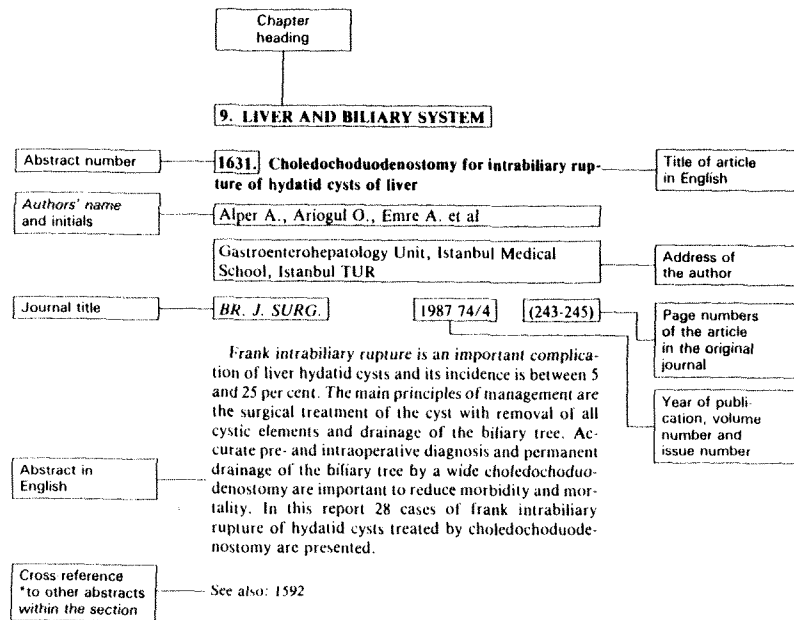 Chapter
heading
9. LIVER AND BILIARY SYSTEM
Abstract number
1631. Choledochoduodenostomy for intrabiliary rup-
ture of hydatid cysts of liver
Title of article
in English
Authors' name
and initials
Alper A., Ariogul O., Emre A. et al
Gastroenterohepatology Unit, Istanbul Medical
School, Istanbul TUR
Address of
the author
Journal title
BR. J. SURG. 1987 74/4 (243-245)
Page numbers
of the article
in the original
journal
Frank intrabiliary rupture is an important complica-
tion of liver hydatid cysts and its incidence is between 5
and 25 per cent. The main principles of management are
the surgical treatment of the cyst with removal of all
cystic elements and drainage of the biliary tree. Ac-
curate pre- and intraoperative diagnosis and permanent
drainage of the biliary tree by a wide choledochoduo-
denostomy are important to reduce morbidity and mor-
tality. In this report 28 cases of frank intrabiliary
rupture of hydatid cysts treated by choledochoduode-
nostomy are presented.
Year of publi-
cation, volume
number and
issue number
Abstract in
English
Cross reference
*to other abstracts
within the section
See also: 1592